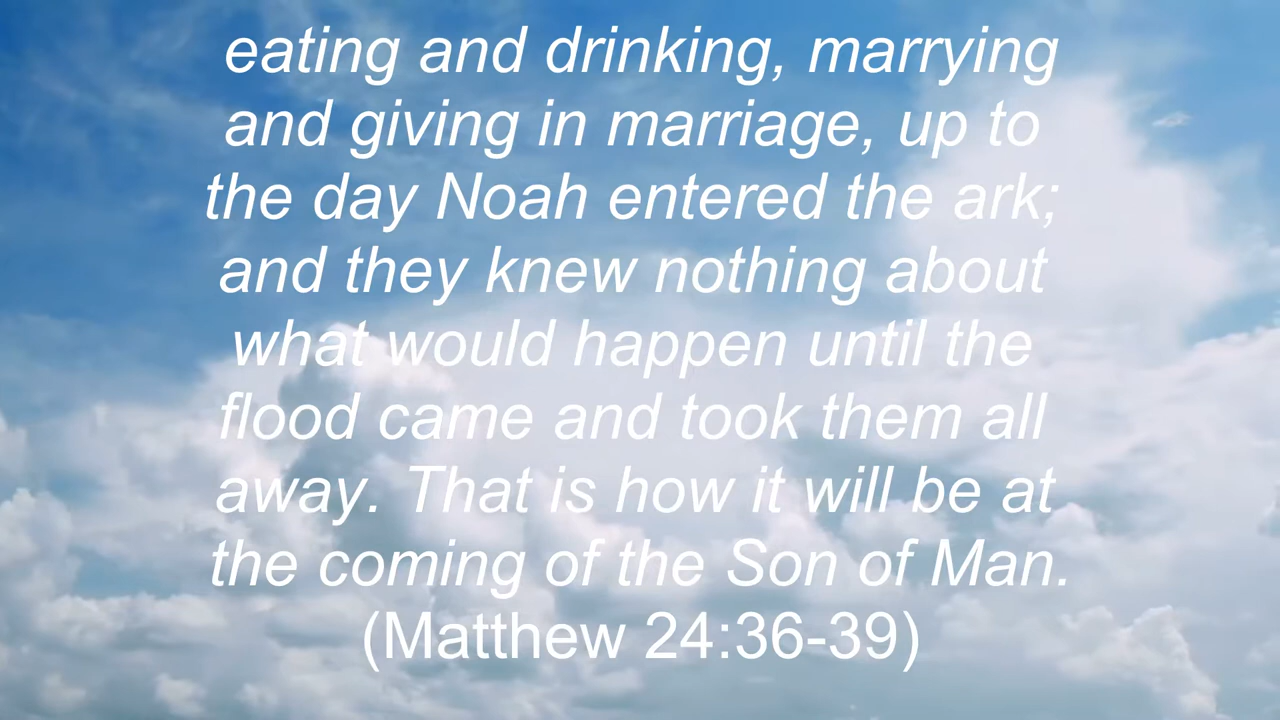 eating and drinking, marrying
and giving in marriage, up to
the day Noah entered the ark;
and they knew nothing about
what would happen until the
flood came and took them all
away. That is how it will be at
the coming of the Son of Man.
(Matthew 24:36-39)